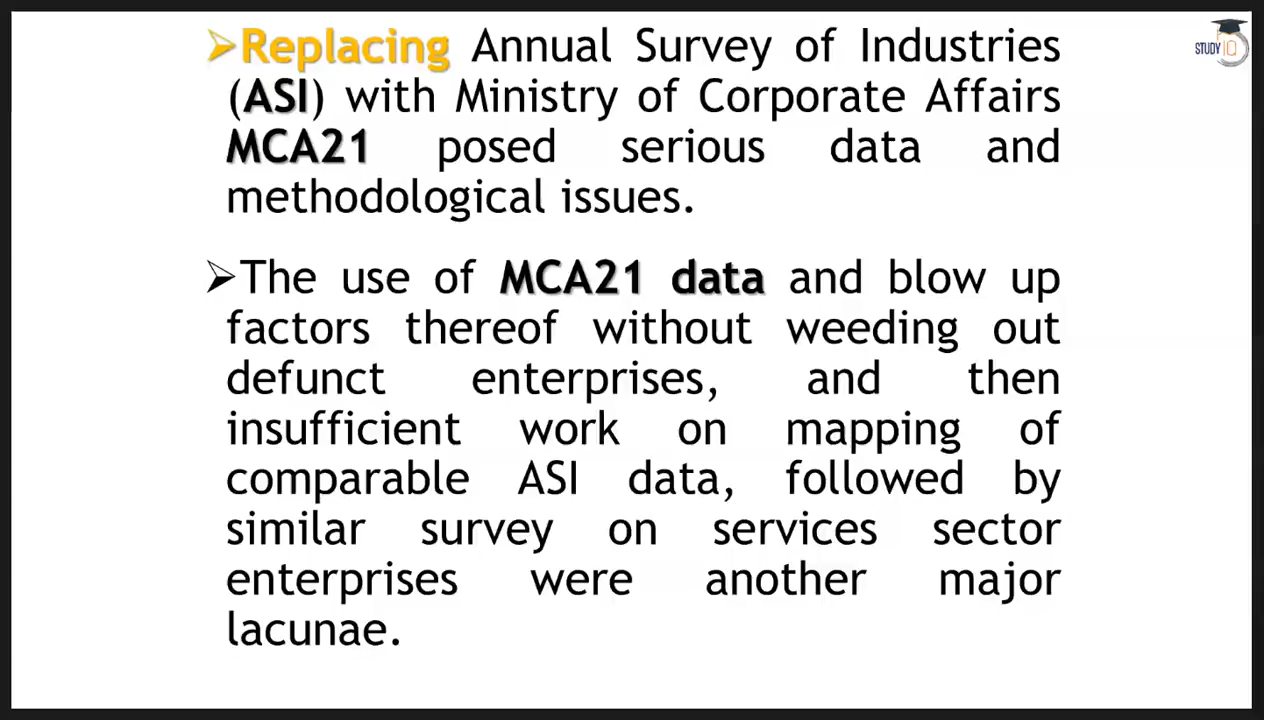 ➢Replacing Annual Survey of Industries
(ASI) with Ministry of Corporate Affairs
MCA21 posed serious data and
methodological issues.
➢The use of MCA21 data and blow up
factors thereof without weeding out
defunct enterprises, and then
insufficient work on mapping of
comparable ASI data, followed by
similar survey on services sector
enterprises were another major
lacunae.
STUDY IQ